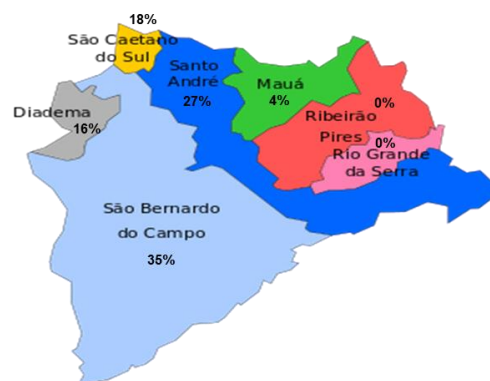 18%
São Caetano
do Sul
Santo
André
27%
Mauá
4%
0%
Ribeirão
Pires
0%
Rio Grande
da Serra
Diadema
16%
São Bernardo
do Campo
35%